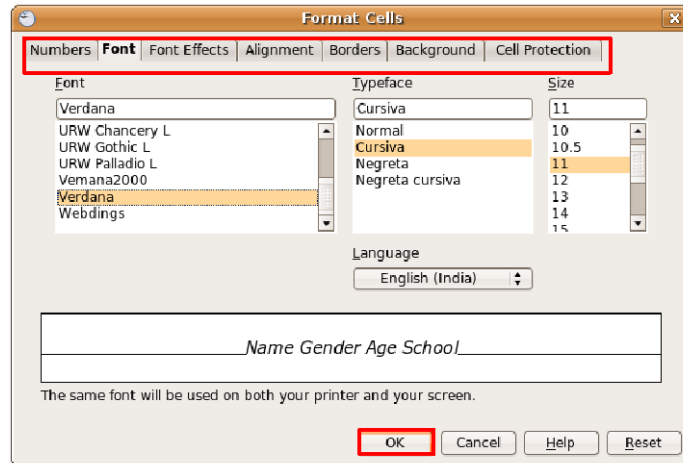 Format Cells
Numbers Font Font Effects Alignment Borders Background Cell Protection
Font Typeface Size
Verdana Cursiva 11
URW Chancery L Normal 10
URW Gothic L Cursiva 10.5
URW Palladio L Negreta 11
Vemana2000 Negreta cursiva 12
Verdana 13
Webdings 14
15
Language
English (India)
Name Gender Age School
The same font will be used on both your printer and your screen.
OK Cancel Help Reset